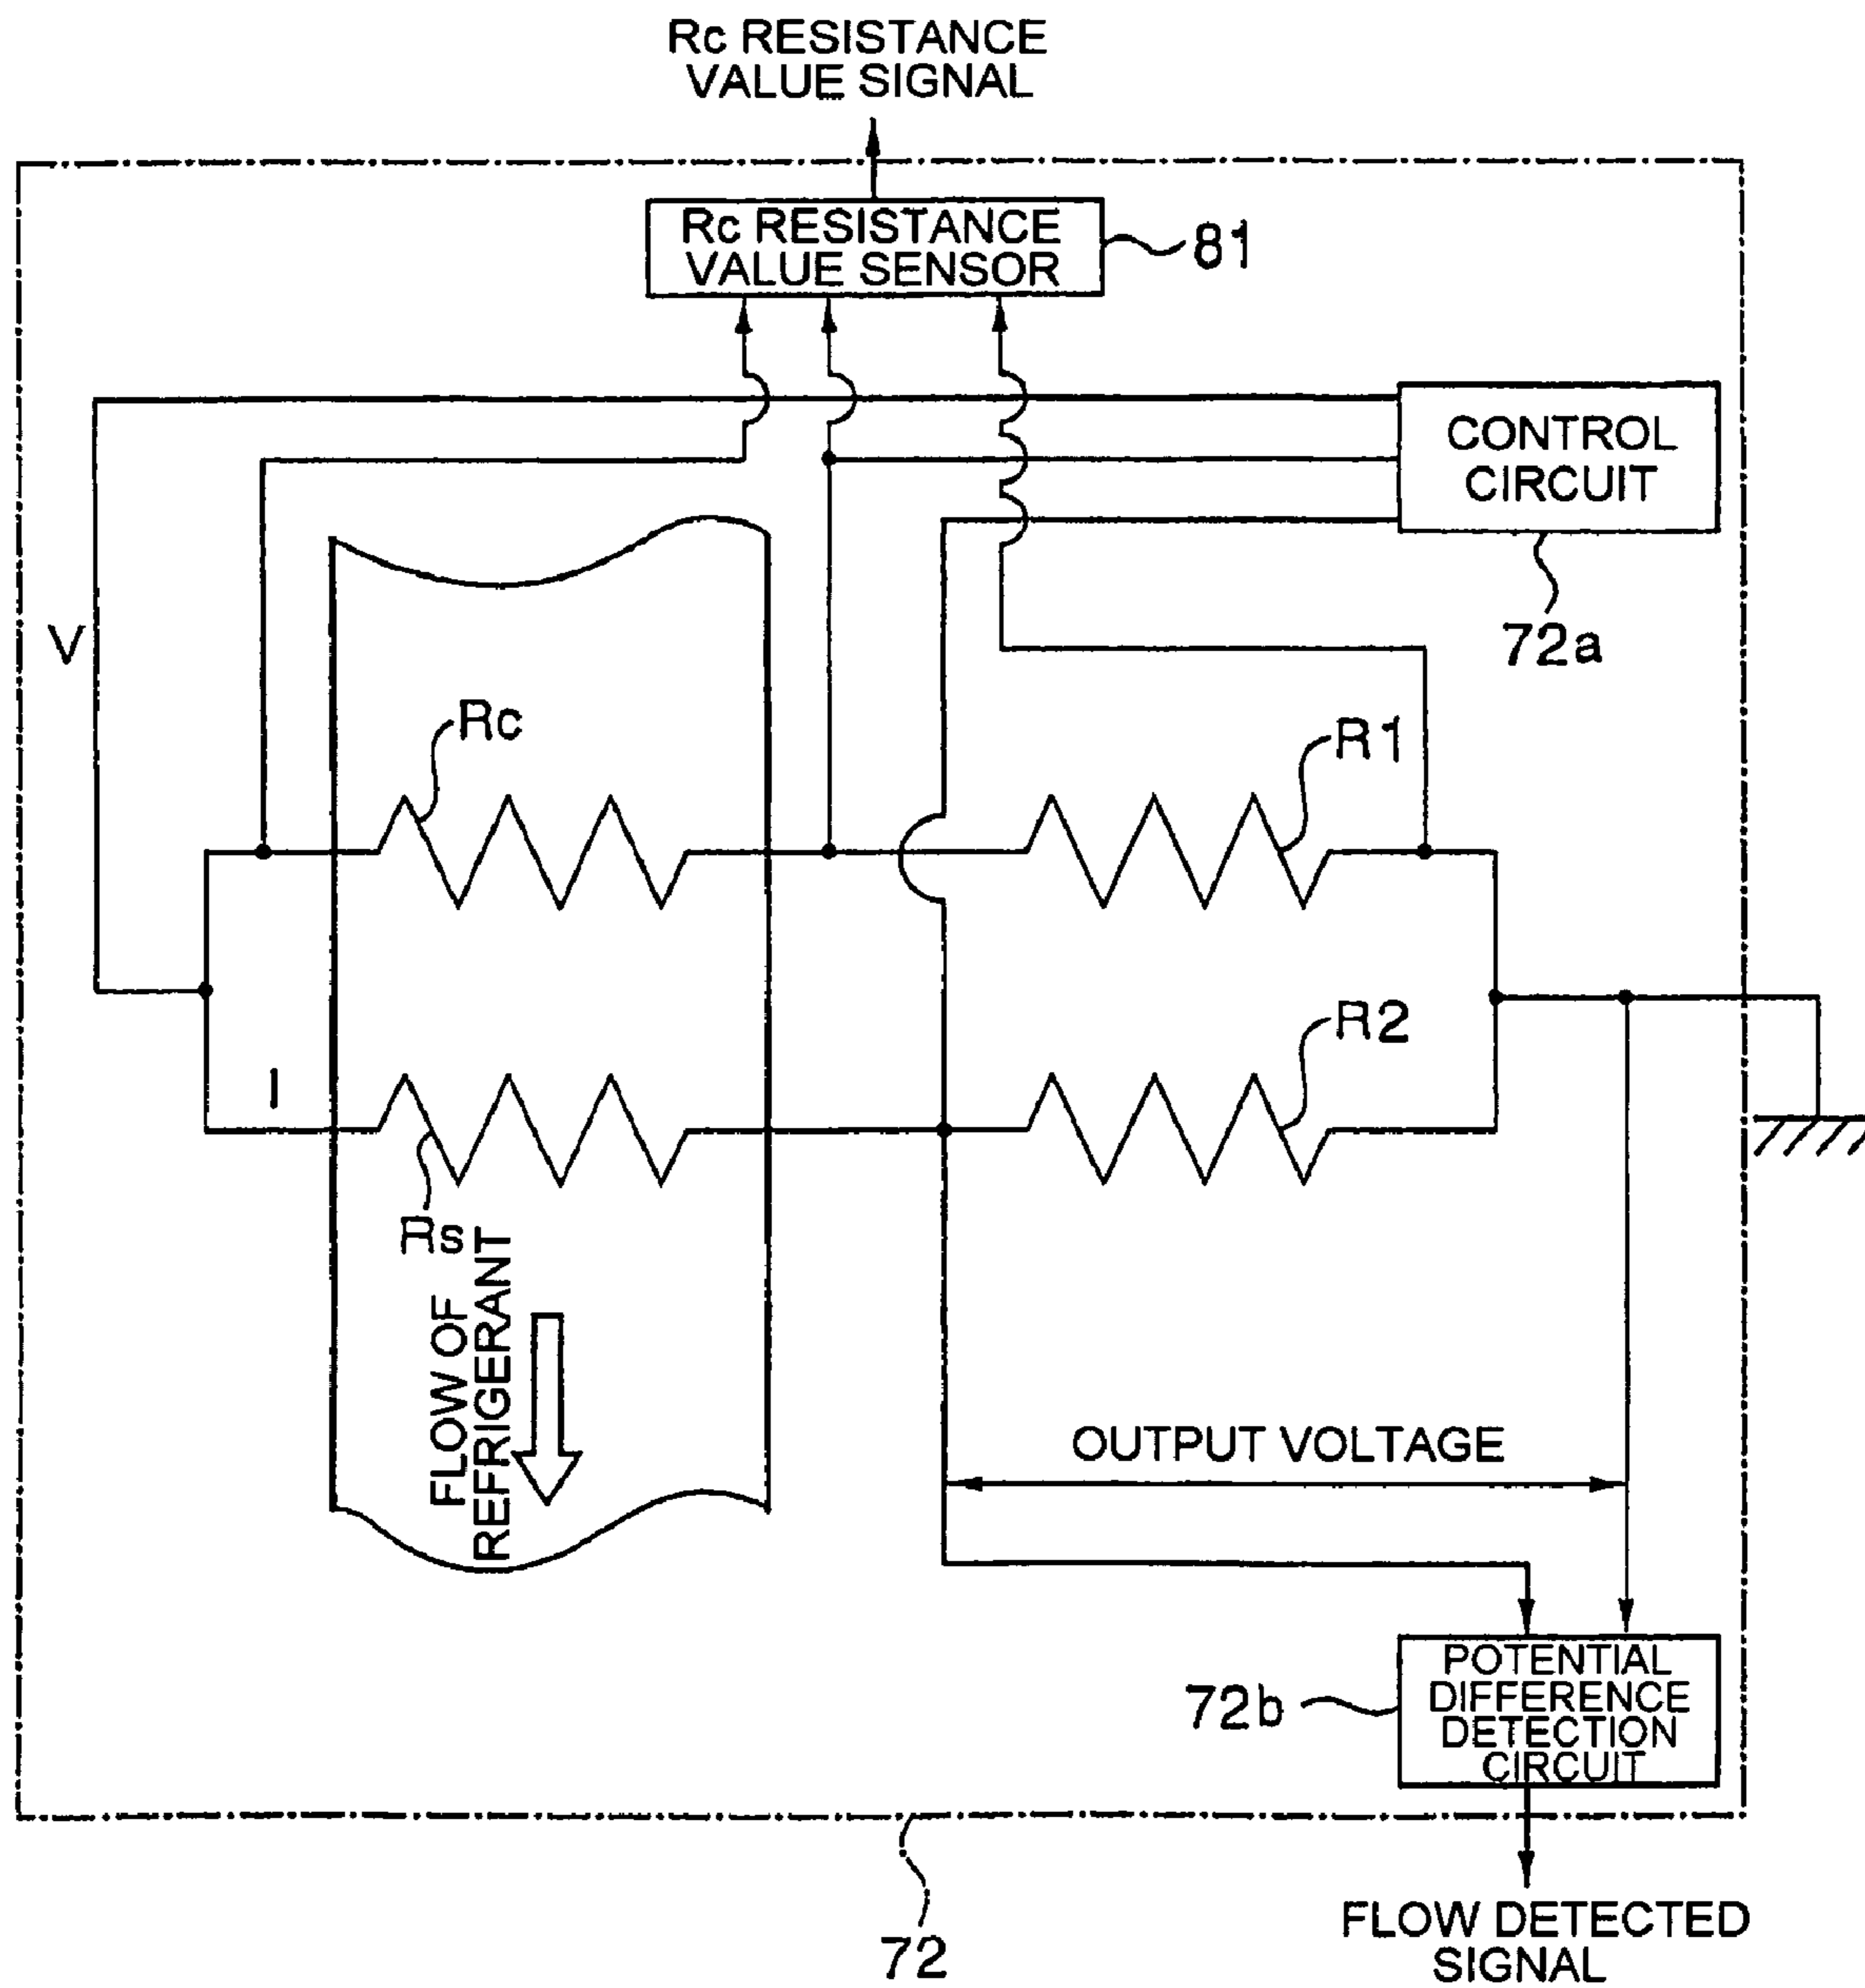 Rc RESISTANCE
VALUE SIGNAL
Rc RESISTANCE
VALUE SENSOR
81
CONTROL
CIRCUIT
72a
V
Rc
R1
R2
I
Rs
FLOW OF
REFRIGERANT
OUTPUT VOLTAGE
POTENTIAL
DIFFERENCE
DETECTION
CIRCUIT
72b
72
FLOW DETECTED
SIGNAL